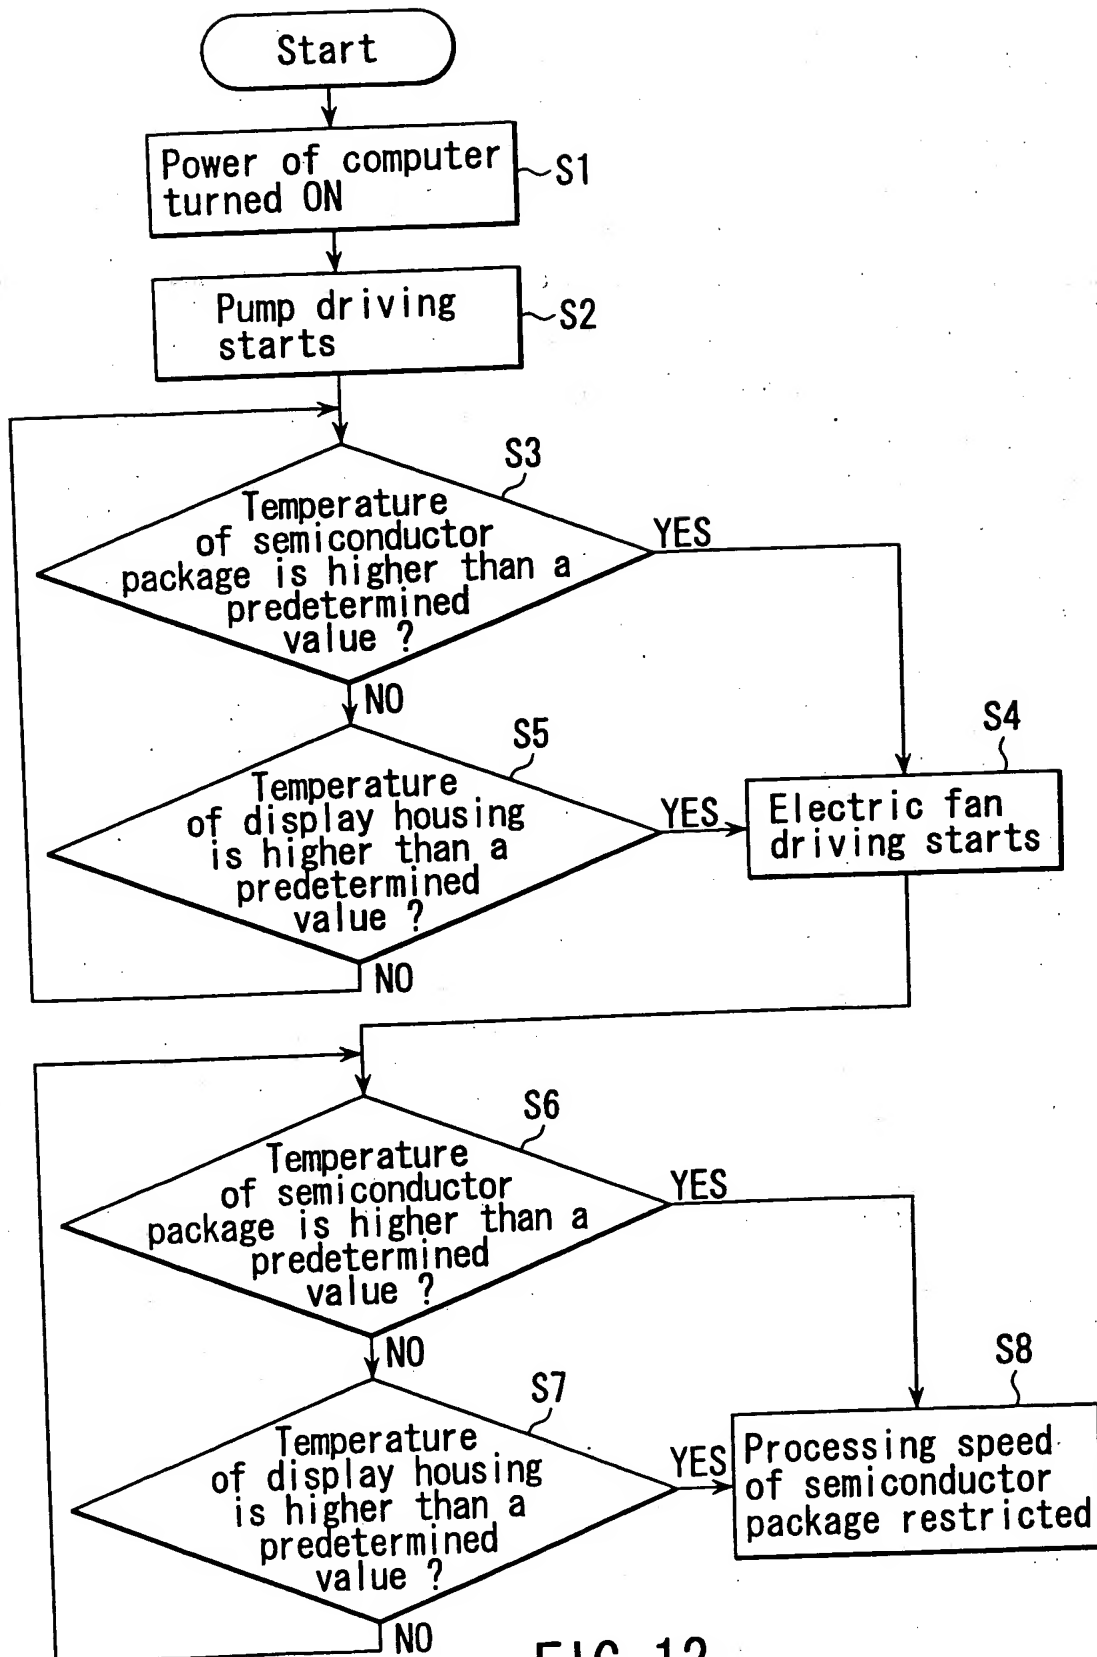 Start
Power of computer
turned ON
S1
Pump driving
starts
S2
S3
Temperature
of semiconductor
package is higher than a
predetermined
value ?
YES
NO
S5
Temperature
of display housing
is higher than a
predetermined
value ?
YES
NO
S4
Electric fan
driving starts
S6
Temperature
of semiconductor
package is higher than a
predetermined
value ?
YES
NO
S7
Temperature
of display housing
is higher than a
predetermined
value ?
YES
NO
S8
Processing speed
of semiconductor
package restricted
FIG. 12